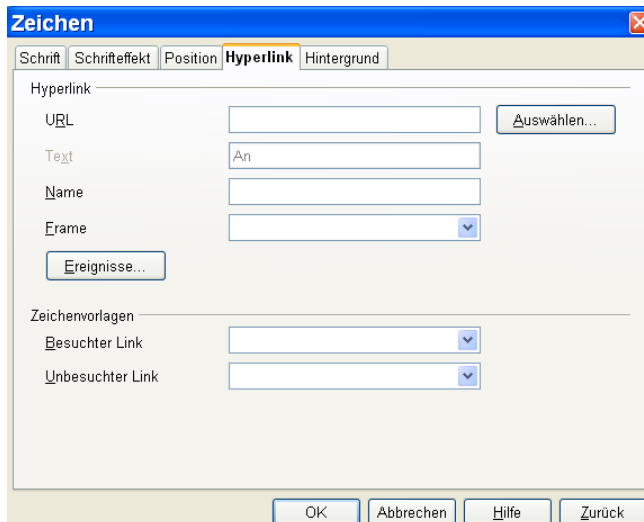 Zeichen
Schrift Schrifteffekt Position Hyperlink Hintergrund
Hyperlink
URL Auswählen...
Text An
Name
Frame
Ereignisse...
Zeichenvorlagen
Besuchter Link
Unbesuchter Link
OK Abbrechen Hilfe Zurück